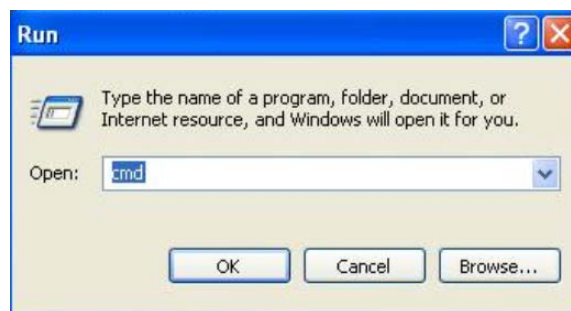 Run
Type the name of a program, folder, document, or
Internet resource, and Windows will open it for you.
Open: cmd
OK Cancel Browse...